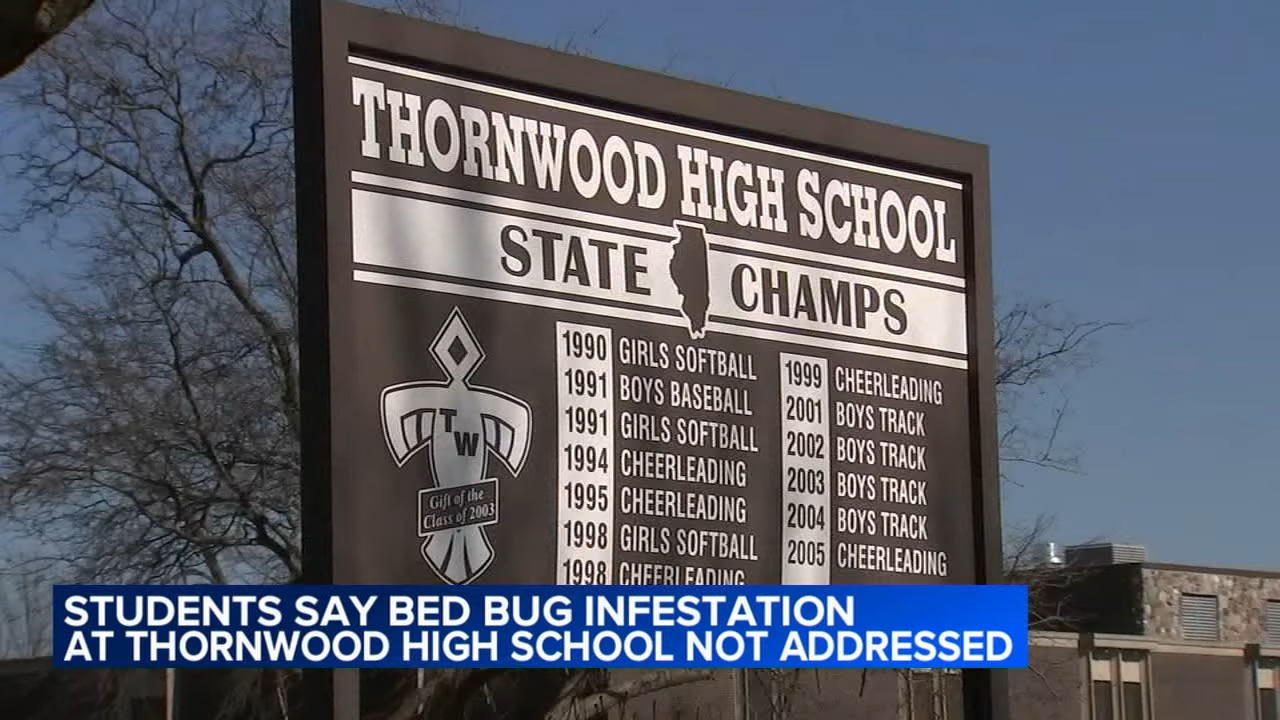 THORNWOOD HIGH SCHOOL
STATE CHAMPS
TW
Gift of the
Class of 2003
1990 GIRLS SOFTBALL
1991 BOYS BASEBALL
1991 GIRLS SOFTBALL
1994 CHEERLEADING
1995 CHEERLEADING
1998 GIRLS SOFTBALL
1998 CHEERLEADING
1999 CHEERLEADING
2001 BOYS TRACK
2002 BOYS TRACK
2003 BOYS TRACK
2004 BOYS TRACK
2005 CHEERLEADING
STUDENTS SAY BED BUG INFESTATION
AT THORNWOOD HIGH SCHOOL NOT ADDRESSED